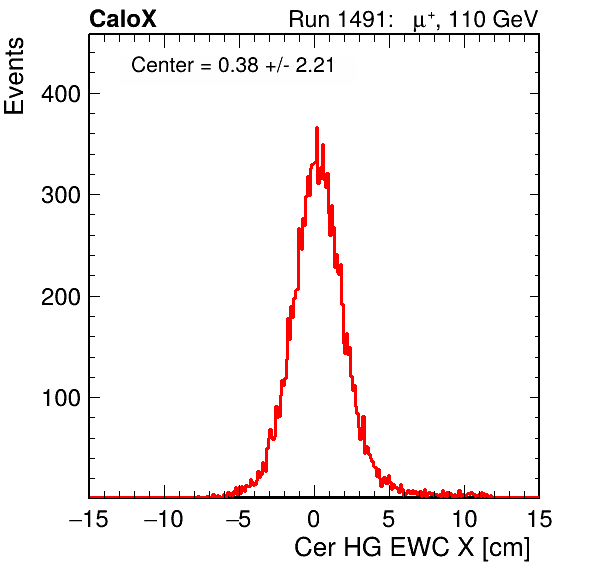 CaloX Run 1491: μ⁺, 110 GeV
Events
Center = 0.38 +/- 2.21
400
300
200
100
−15 −10 −5 0 5 10 15
Cer HG EWC X [cm]